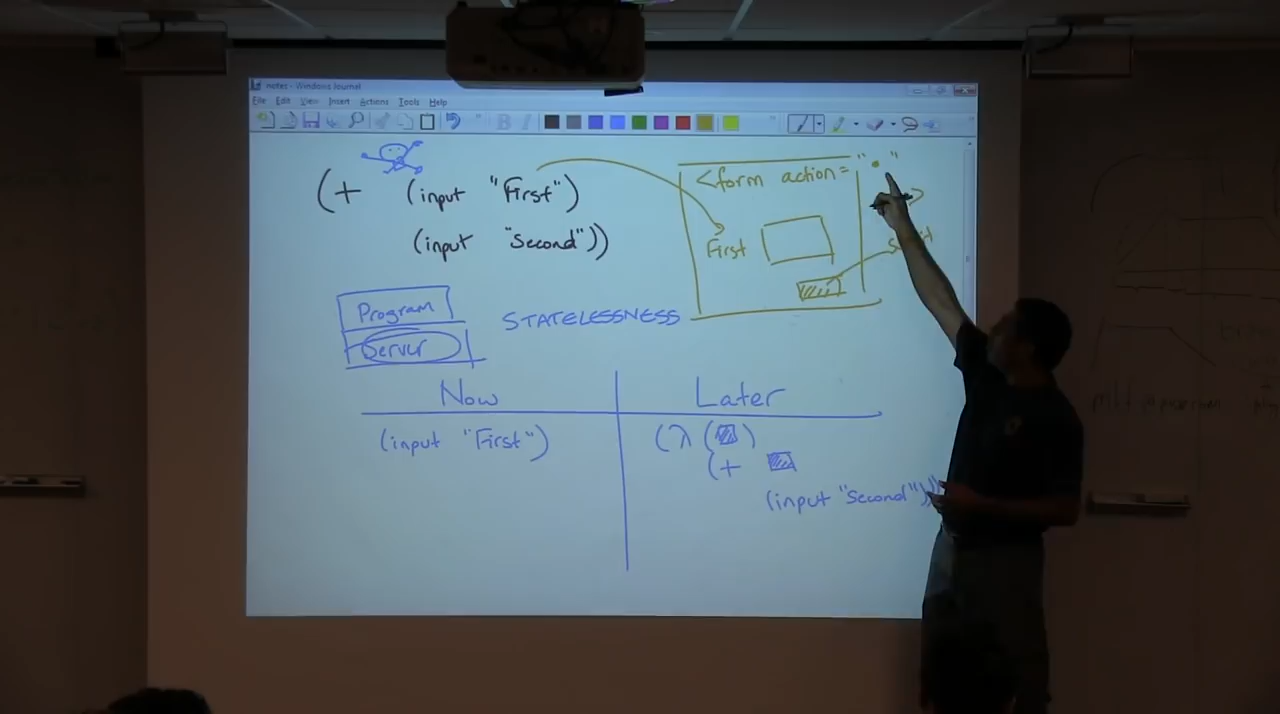 notes - Windows Journal
File Edit View Insert Actions Tools Help
(+ (input "First")
(input "Second"))
<form action= " "
>
First
Program
Server
STATELESSNESS
Now Later
(input "First")
(λ ( )
(+
(input "Second")))